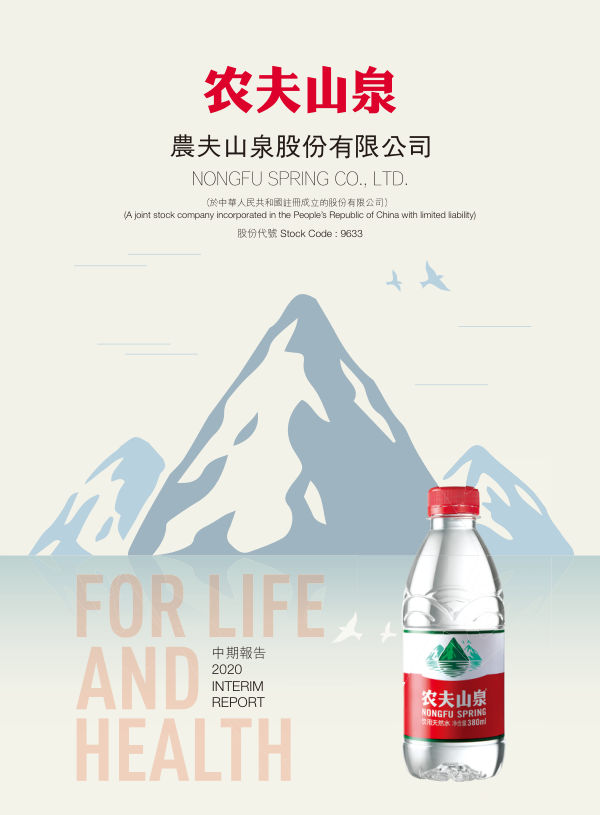 农夫山泉
農夫山泉股份有限公司
NONGFU SPRING CO., LTD.
（於中華人民共和國註冊成立的股份有限公司）
(A joint stock company incorporated in the People's Republic of China with limited liability)
股份代號 Stock Code : 9633
FOR LIFE
AND
HEALTH
中期報告
2020
INTERIM
REPORT
农夫山泉
NONGFU SPRING
饮用天然水 净含量380ml